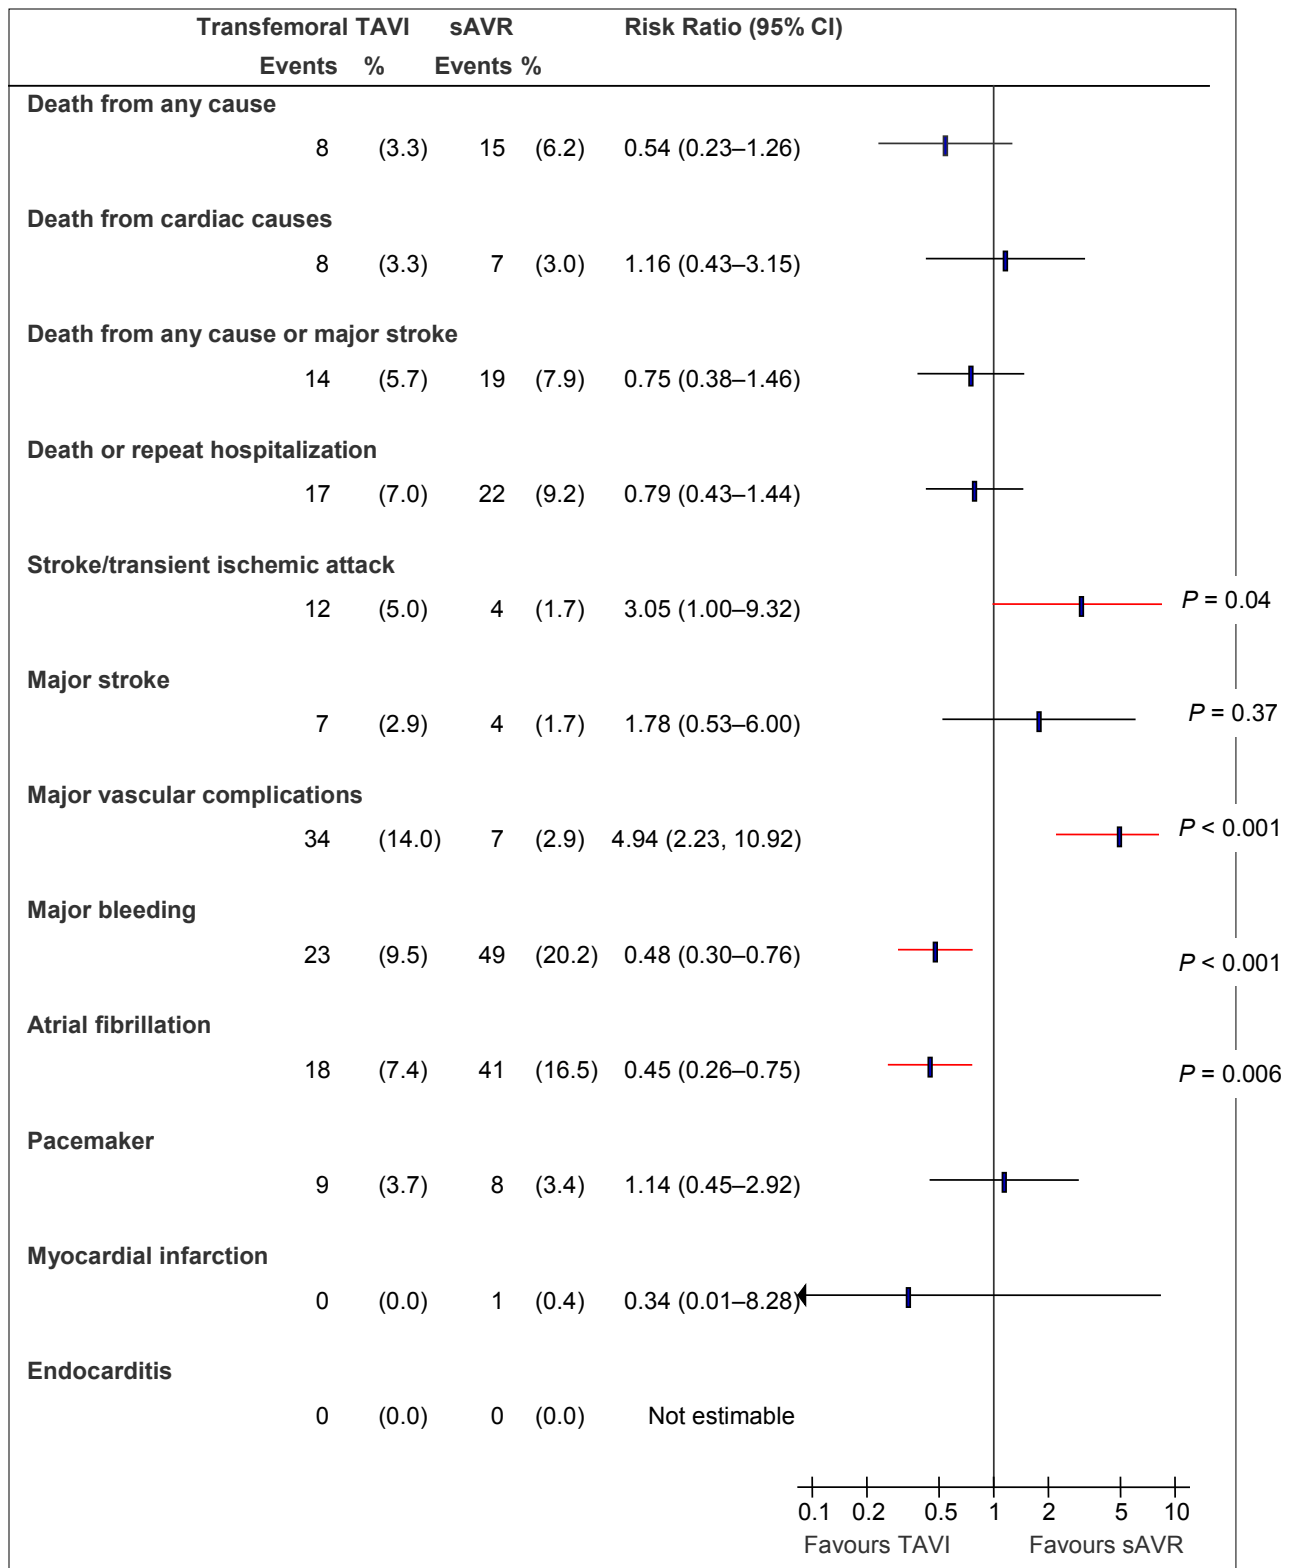 Transfemoral TAVI sAVR Risk Ratio (95% CI)
Events % Events %
Death from any cause
8 (3.3) 15 (6.2) 0.54 (0.23–1.26)
Death from cardiac causes
8 (3.3) 7 (3.0) 1.16 (0.43–3.15)
Death from any cause or major stroke
14 (5.7) 19 (7.9) 0.75 (0.38–1.46)
Death or repeat hospitalization
17 (7.0) 22 (9.2) 0.79 (0.43–1.44)
Stroke/transient ischemic attack
12 (5.0) 4 (1.7) 3.05 (1.00–9.32) P = 0.04
Major stroke
7 (2.9) 4 (1.7) 1.78 (0.53–6.00) P = 0.37
Major vascular complications
34 (14.0) 7 (2.9) 4.94 (2.23, 10.92) P < 0.001
Major bleeding
23 (9.5) 49 (20.2) 0.48 (0.30–0.76) P < 0.001
Atrial fibrillation
18 (7.4) 41 (16.5) 0.45 (0.26–0.75) P = 0.006
Pacemaker
9 (3.7) 8 (3.4) 1.14 (0.45–2.92)
Myocardial infarction
0 (0.0) 1 (0.4) 0.34 (0.01–8.28)
Endocarditis
0 (0.0) 0 (0.0) Not estimable
0.1 0.2 0.5 1 2 5 10
Favours TAVI Favours sAVR